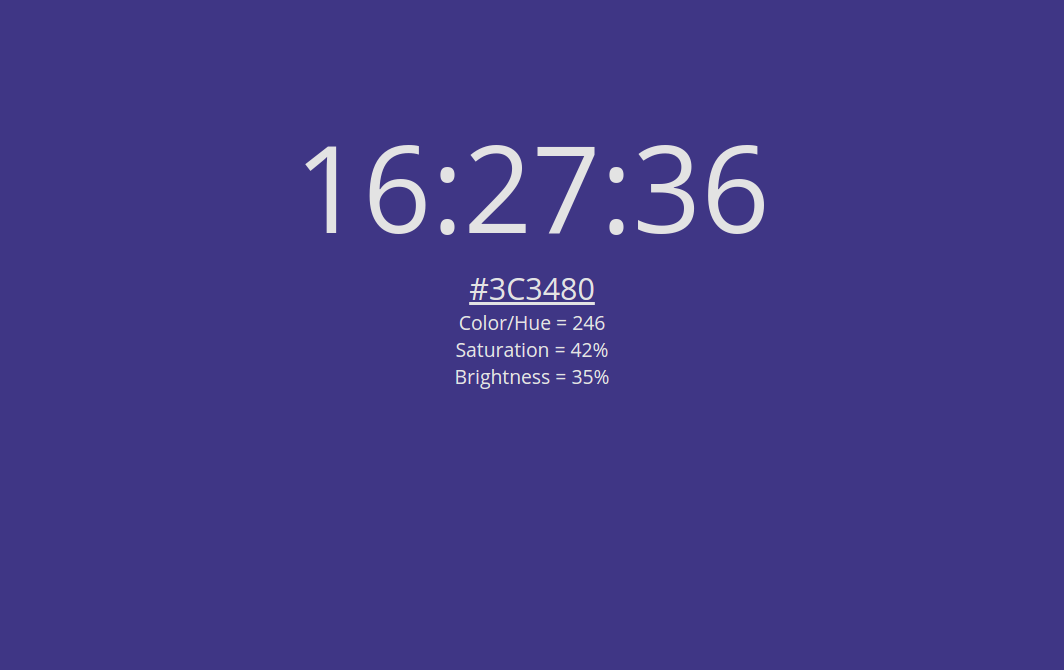 16:27:36
#3C3480
Color/Hue = 246
Saturation = 42%
Brightness = 35%